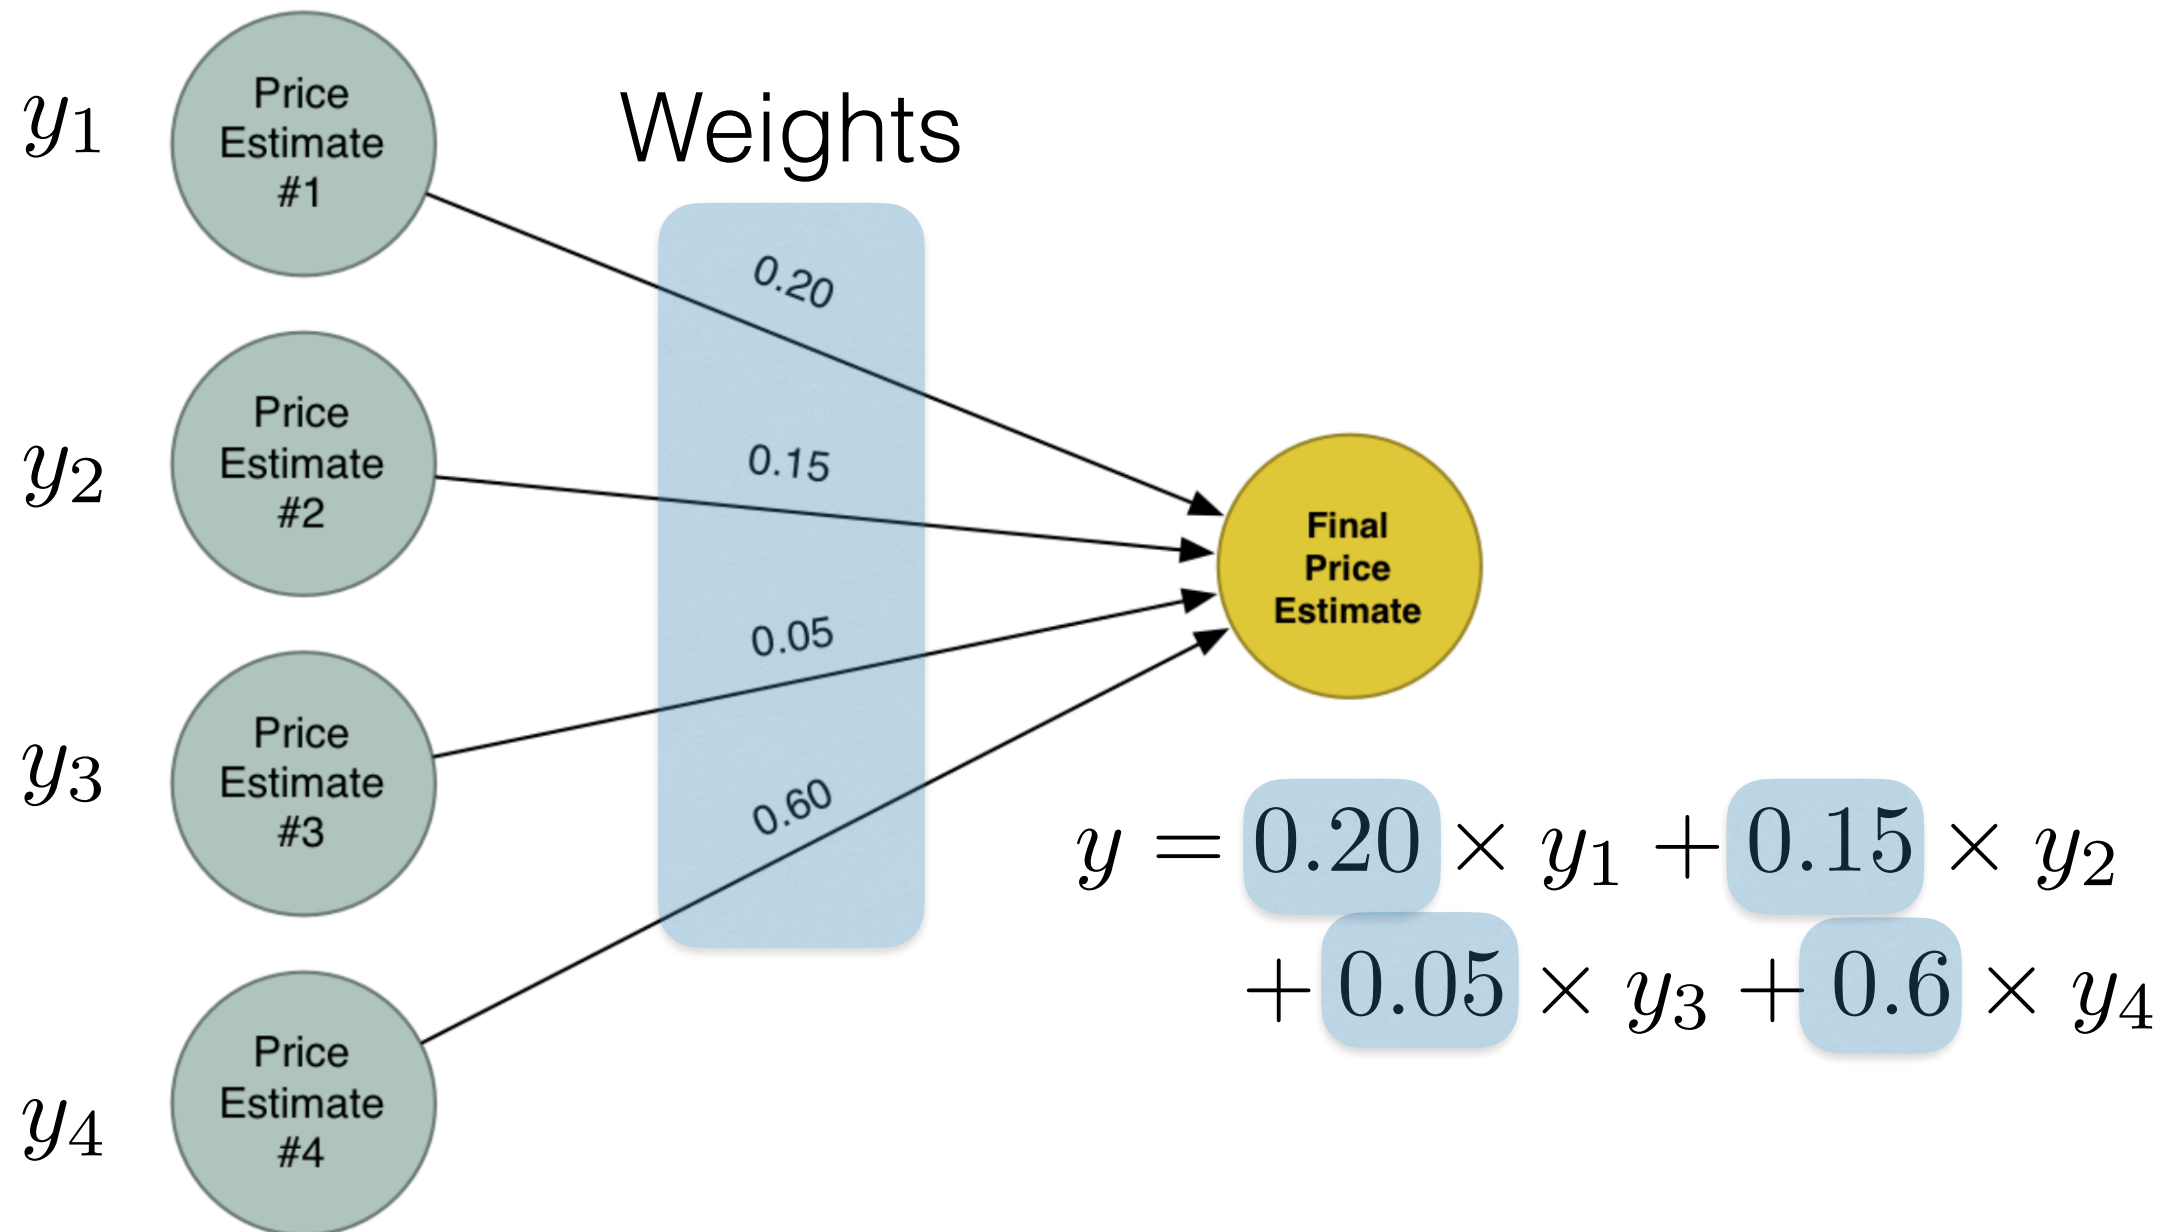 y₁
Price
Estimate
#1
Weights
0.20
y₂
Price
Estimate
#2
0.15
Final
Price
Estimate
y₃
Price
Estimate
#3
0.05
0.60
y = 0.20 × y₁ + 0.15 × y₂
+ 0.05 × y₃ + 0.6 × y₄
y₄
Price
Estimate
#4